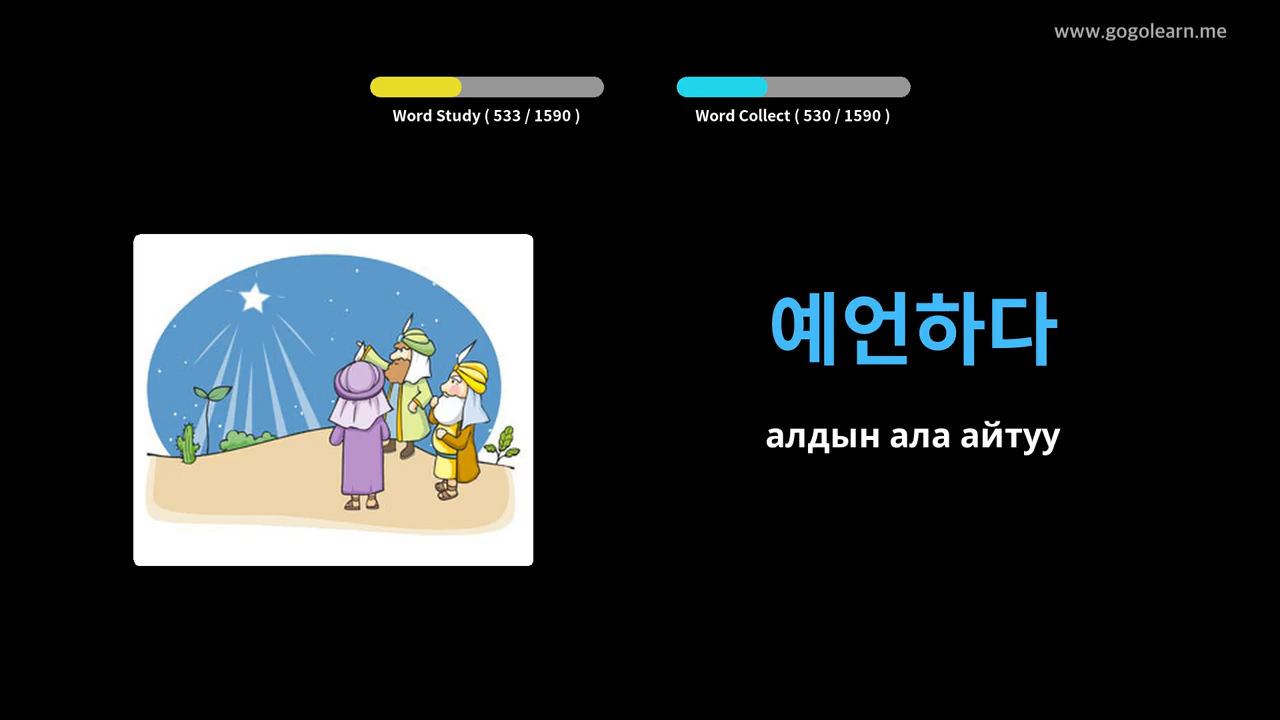 www.gogolearn.me
Word Study ( 533 / 1590 )
Word Collect ( 530 / 1590 )
예언하다
алдын ала айтуу